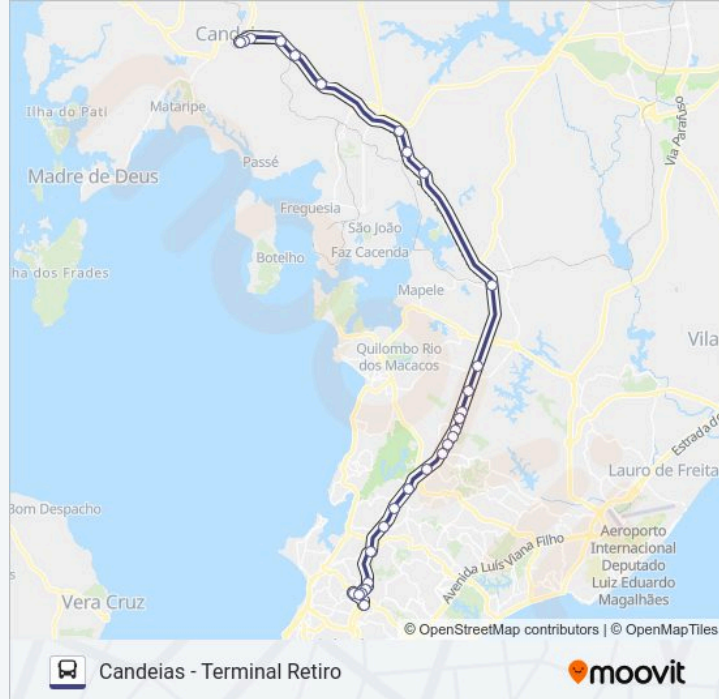 Candei
Ilha do Pati
Mataripe
Via Parafuso
Passé
Madre de Deus
Freguesia
São João
Botelho
Faz Cacenda
ha dos Frades
Mapele
Vila
Quilombo Rio
dos Macacos
Estrada do
Lauro de Freita
Bom Despacho
Aeroporto
Internacional
Deputado
Luiz Eduardo
Magalhães
Avenida Luís Viana Filho
Vera Cruz
© OpenStreetMap contributors | © OpenMapTiles
Candeias - Terminal Retiro
moovit